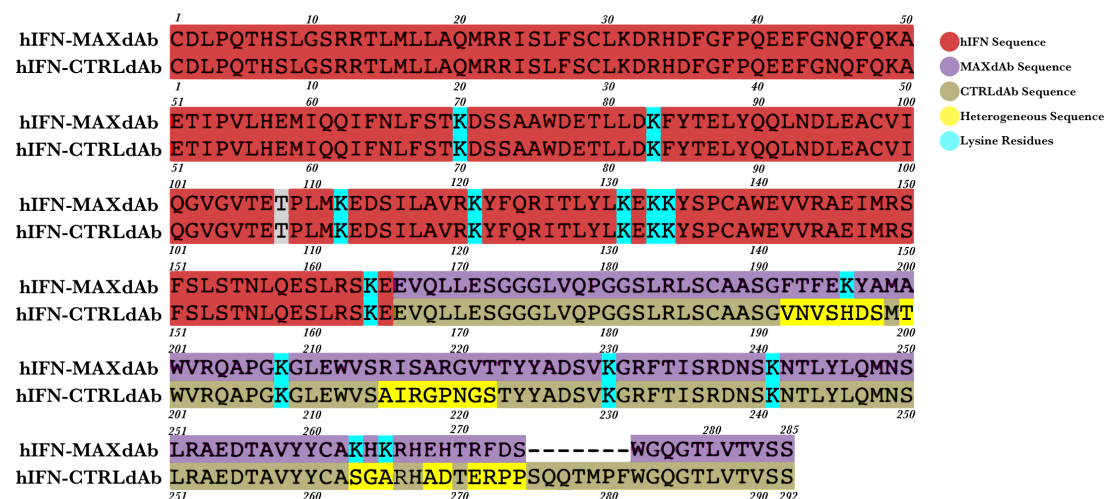 1 10 20 30 40 50
hIFN-MAXdAb CDLPQTHSLGSRRTLMLLAQMRRISLFSCLKDRHDFGFPQEEFGNQFQKA
hIFN-CTRLdAb CDLPQTHSLGSRRTLMLLAQMRRISLFSCLKDRHDFGFPQEEFGNQFQKA
1 10 20 30 40 50
51 60 70 80 90 100
hIFN-MAXdAb ETIPVLHEMIQQIFNLFSTKDSSAAWDETLLDKFYTELYQQLNDLEACVI
hIFN-CTRLdAb ETIPVLHEMIQQIFNLFSTKDSSAAWDETLLDKFYTELYQQLNDLEACVI
51 60 70 80 90 100
101 110 120 130 140 150
hIFN-MAXdAb QGVGVTETPLMKEDSILAVRKYFQRITLYLKEKKYSPCAWEVVRAEIMRS
hIFN-CTRLdAb QGVGVTETPLMKEDSILAVRKYFQRITLYLKEKKYSPCAWEVVRAEIMRS
101 110 120 130 140 150
151 160 170 180 190 200
hIFN-MAXdAb FSLSTNLQESLRSKEEVQLLESGGGLVQPGGSLRLSCAASGFTFEKYAMA
hIFN-CTRLdAb FSLSTNLQESLRSKEEVQLLESGGGLVQPGGSLRLSCAASGVNVSHDSMT
151 160 170 180 190 200
201 210 220 230 240 250
hIFN-MAXdAb WVRQAPGKGLEWVSRISARGVTTYYADSVKGRFTISRDNSKNTLYLQMNS
hIFN-CTRLdAb WVRQAPGKGLEWVSAIRGPNGSTYYADSVKGRFTISRDNSKNTLYLQMNS
201 210 220 230 240 250
251 260 270 280 285
hIFN-MAXdAb LRAEDTAVYYCAKHKRHEHTRFDS-------WGQGTLVTVSS
hIFN-CTRLdAb LRAEDTAVYYCASGARHADTERPPSQQTMPFWGQGTLVTVSS
251 260 270 280 290 292
hIFN Sequence
MAXdAb Sequence
CTRLdAb Sequence
Heterogeneous Sequence
Lysine Residues